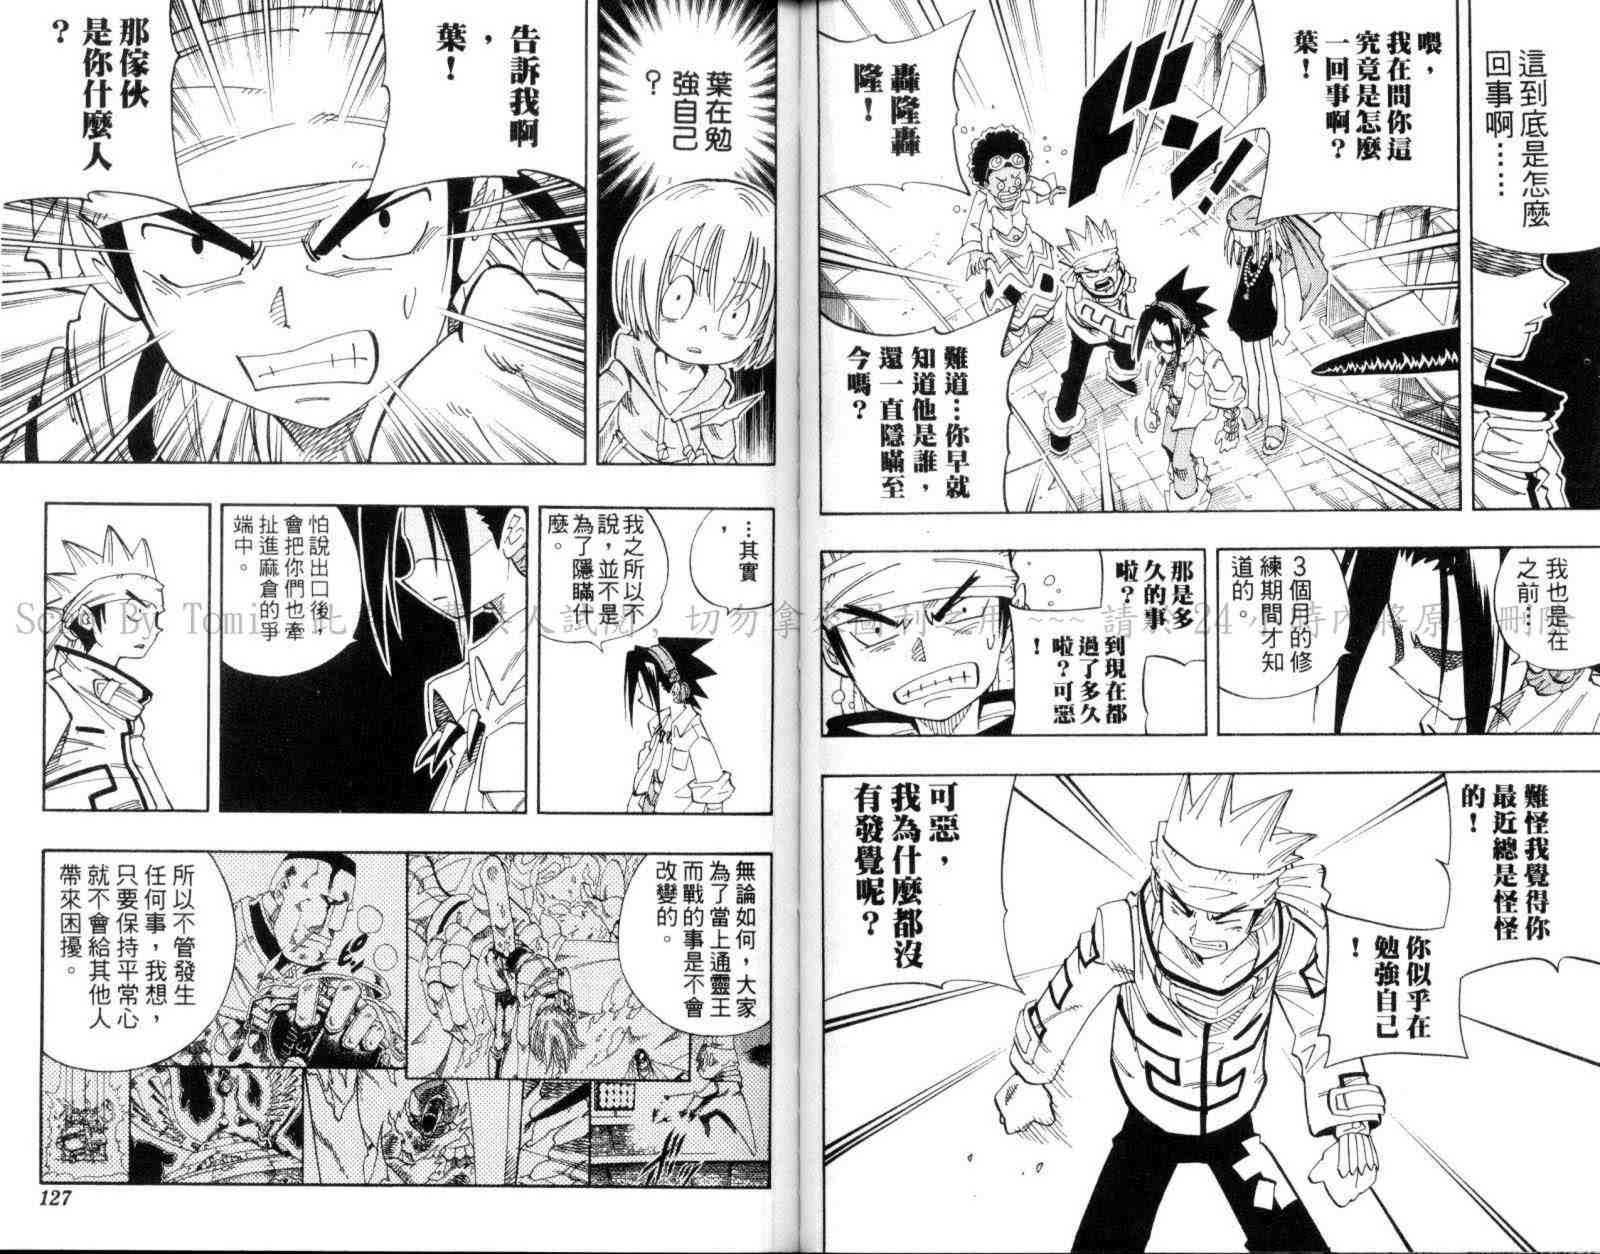 這到底是怎麼
回事啊……
喂，
我在問你這
究竟是怎麼
一回事啊？
葉！
ドドン!!
轟隆轟
隆！
難道…你早就
知道他是誰，
還一直隱瞞至
今嗎？
我也是在
之前…
3個月的修
練期間才知
道的。
那是多
久的事
啦？
到現在都
過了多久
啦？可惡
！
難怪我覺得你
最近總是怪怪
的！
你似乎在
勉強自己
！
可惡，
我為什麼都沒
有發覺呢？
葉在勉
強自己
？
告訴我啊
，
葉！
那傢伙
是你什麼人
？
…其實
，
我之所以不
說，並不是
為了隱瞞什
麼。
怕說出口後，
會把你們也牽
扯進麻倉的爭
端中。
無論如何，大家
為了當上通靈王
而戰的事是不會
改變的。
所以不管發生
任何事，我想，
只要保持平常心
就不會給其他人
帶來困擾。
127